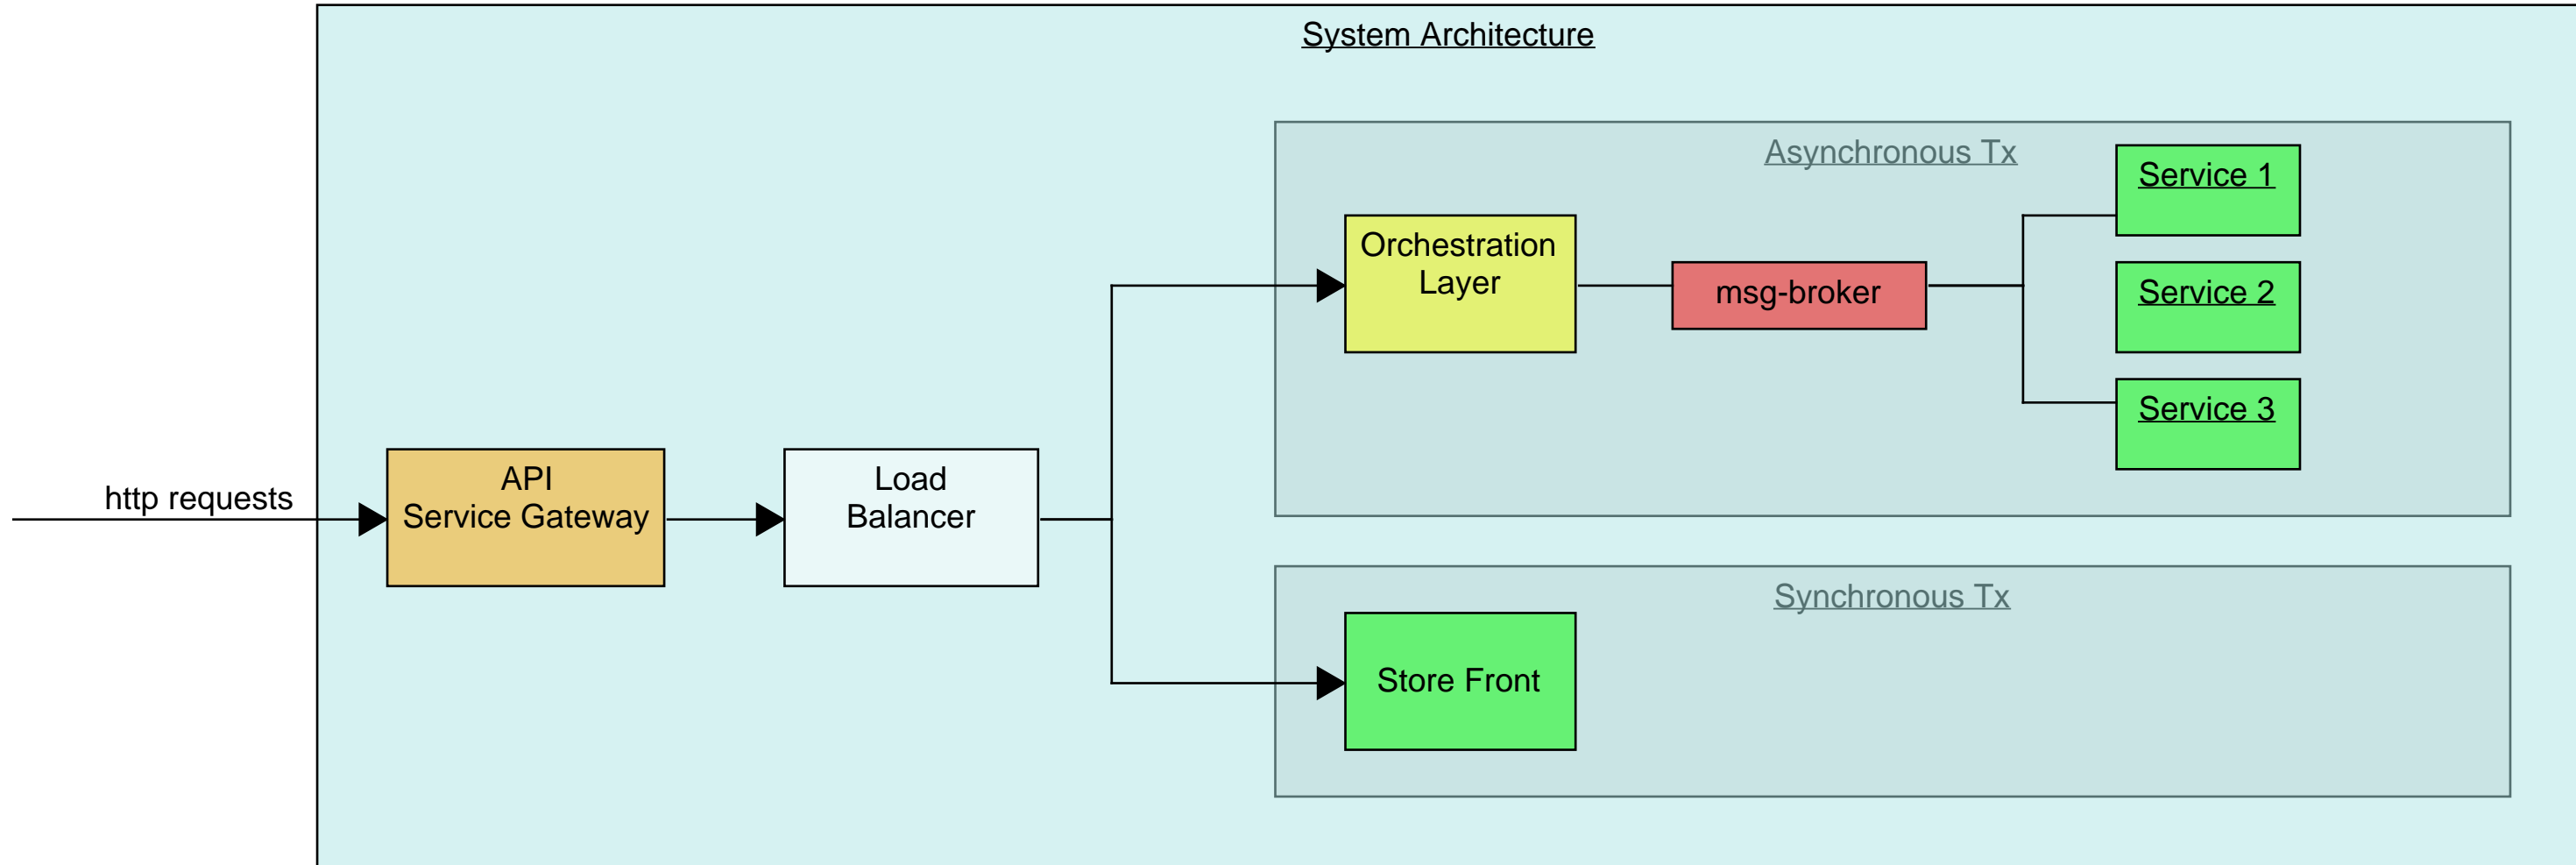 System Architecture
Asynchronous Tx
Service 1
Orchestration
Layer
msg-broker
Service 2
Service 3
http requests
API
Service Gateway
Load
Balancer
Synchronous Tx
Store Front